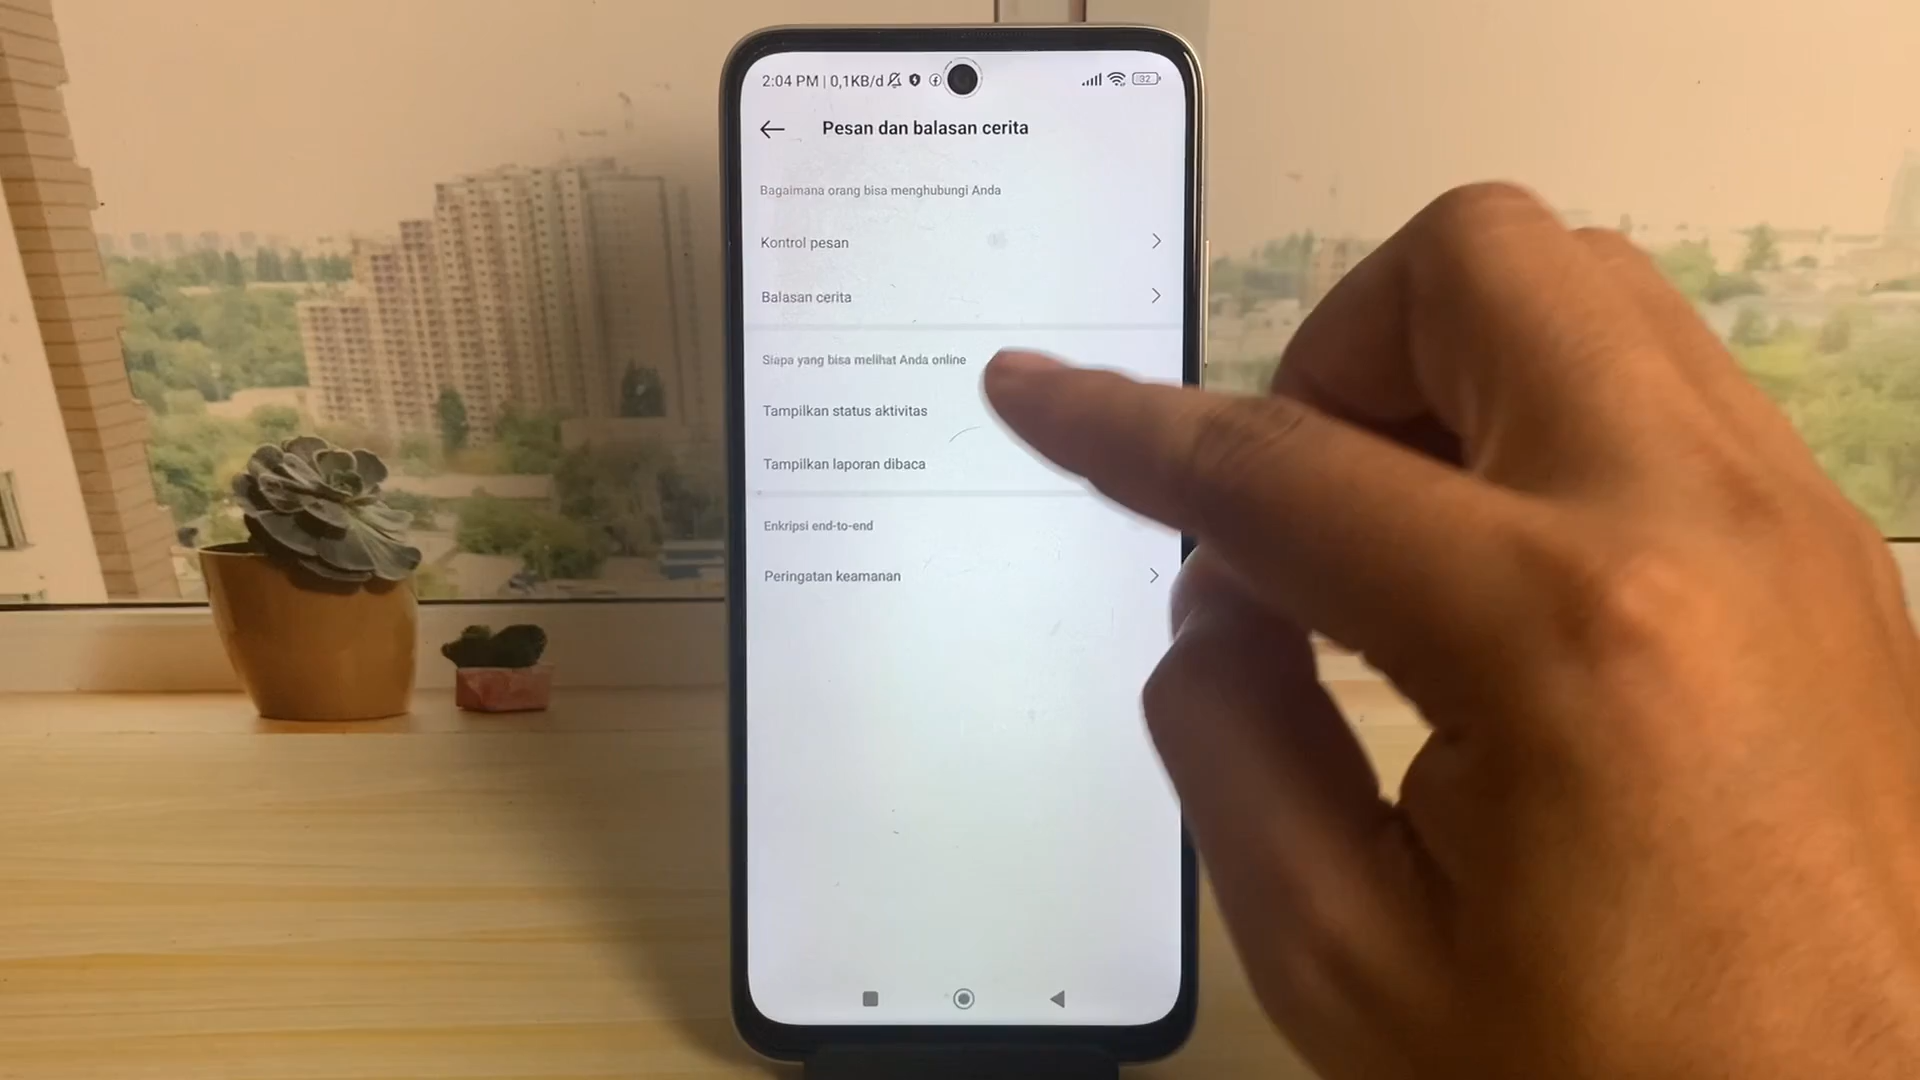 2:04 PM | 0,1KB/d 32
Pesan dan balasan cerita
Bagaimana orang bisa menghubungi Anda
Kontrol pesan
Balasan cerita
Siapa yang bisa melihat Anda online
Tampilkan status aktivitas
Tampilkan laporan dibaca
Enkripsi end-to-end
Peringatan keamanan